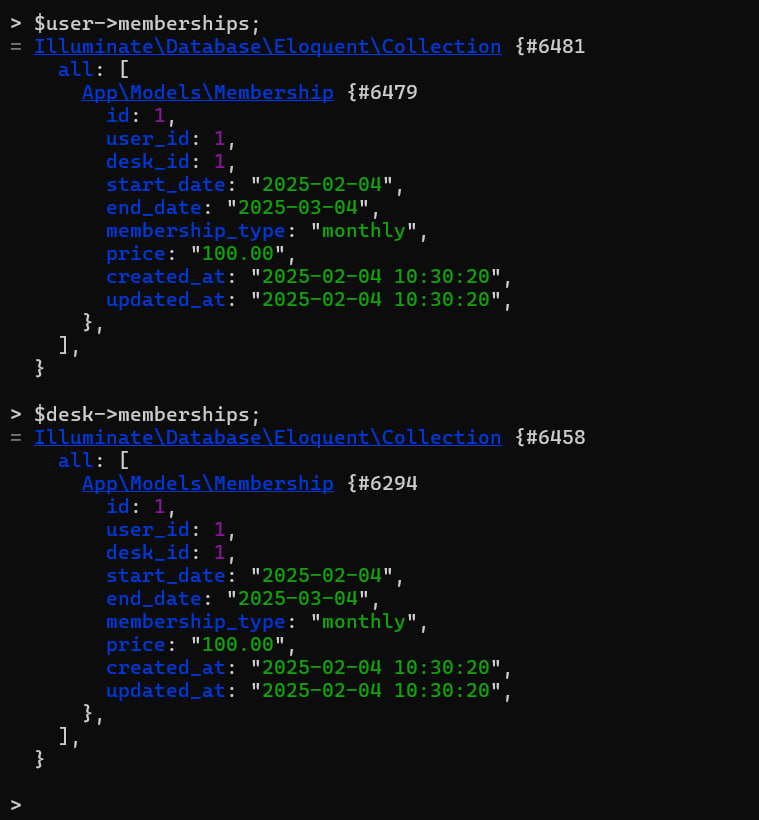 > $user->memberships;
= Illuminate\Database\Eloquent\Collection {#6481
    all: [
      App\Models\Membership {#6479
        id: 1,
        user_id: 1,
        desk_id: 1,
        start_date: "2025-02-04",
        end_date: "2025-03-04",
        membership_type: "monthly",
        price: "100.00",
        created_at: "2025-02-04 10:30:20",
        updated_at: "2025-02-04 10:30:20",
      },
    ],
  }
> $desk->memberships;
= Illuminate\Database\Eloquent\Collection {#6458
    all: [
      App\Models\Membership {#6294
        id: 1,
        user_id: 1,
        desk_id: 1,
        start_date: "2025-02-04",
        end_date: "2025-03-04",
        membership_type: "monthly",
        price: "100.00",
        created_at: "2025-02-04 10:30:20",
        updated_at: "2025-02-04 10:30:20",
      },
    ],
  }
>